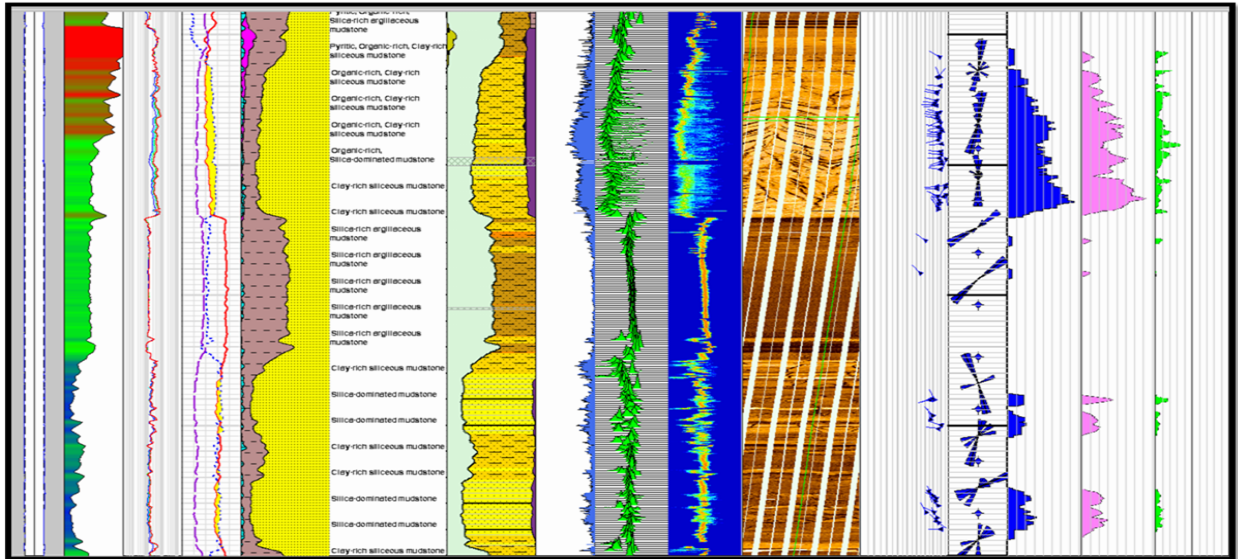 Silica-rich argillaceous
mudstone
Pyritic, Organic-rich, Clay-rich
siliceous mudstone
Organic-rich, Clay-rich
siliceous mudstone
Organic-rich, Clay-rich
siliceous mudstone
Organic-rich, Clay-rich
siliceous mudstone
Organic-rich,
Silica-dominated mudstone
Clay-rich siliceous mudstone
Clay-rich siliceous mudstone
Silica-rich argillaceous
mudstone
Silica-rich argillaceous
mudstone
Silica-rich argillaceous
mudstone
Silica-rich argillaceous
mudstone
Silica-rich argillaceous
mudstone
Clay-rich siliceous mudstone
Silica-dominated mudstone
Silica-dominated mudstone
Clay-rich siliceous mudstone
Clay-rich siliceous mudstone
Silica-dominated mudstone
Silica-dominated mudstone
Clay-rich siliceous mudstone